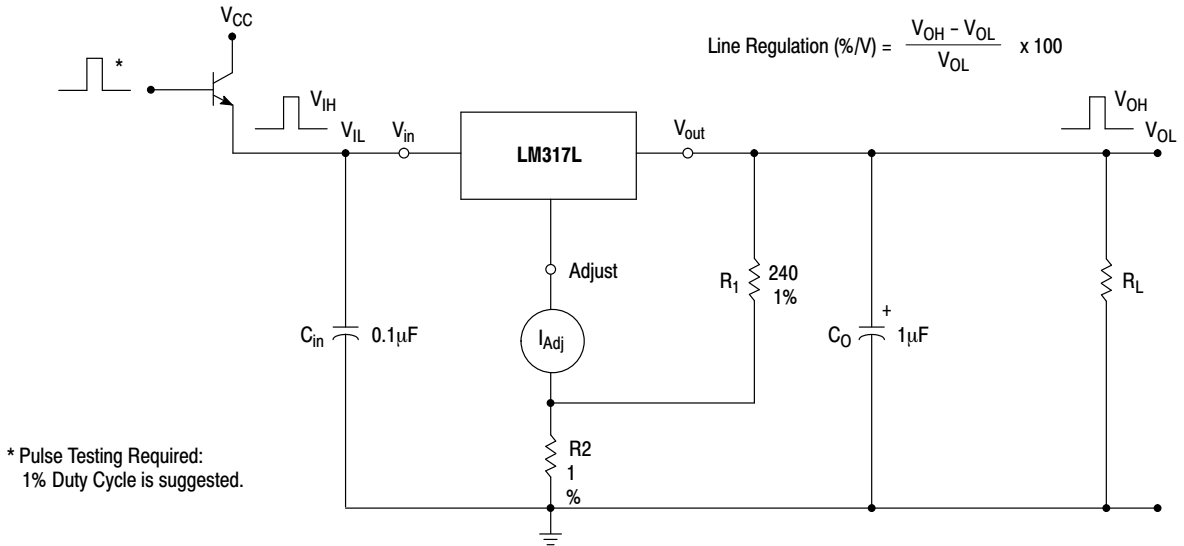 V_CC
Line Regulation (%/V) = V_OH – V_OL / V_OL x 100
*
V_IH
V_IL
V_in
LM317L
V_out
V_OH
V_OL
Adjust
R_1
240
1%
R_L
C_in
0.1μF
I_Adj
C_O
+
1μF
R2
1
%
* Pulse Testing Required:
1% Duty Cycle is suggested.